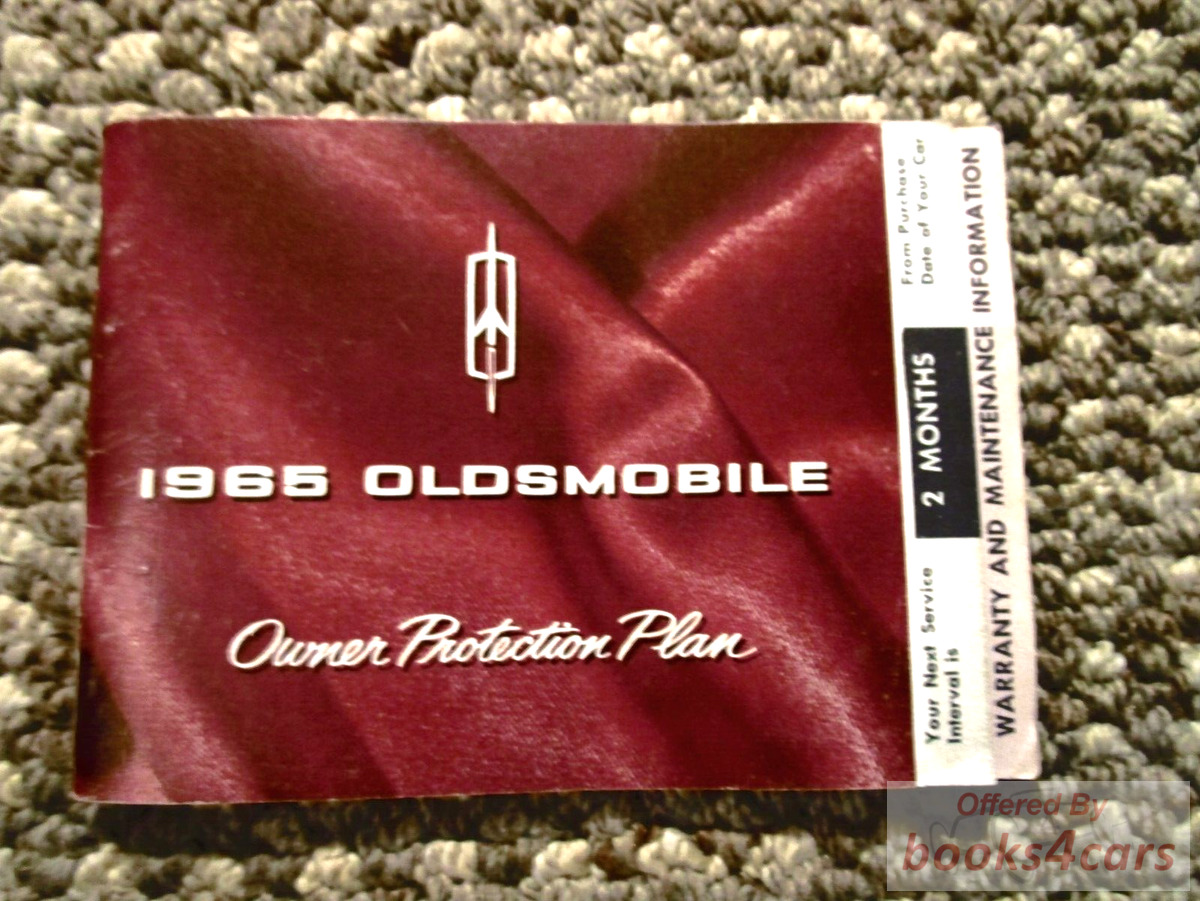 1965 OLDSMOBILE
Owner Protection Plan
Your Next Service
Interval is
2 MONTHS
From Purchase
Date of Your Car
WARRANTY AND MAINTENANCE INFORMATION
Offered By
books4cars